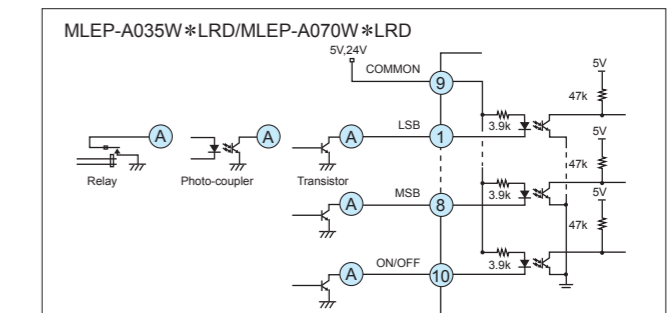 MLEP-A035W＊LRD/MLEP-A070W＊LRD
5V,24V
COMMON
9
5V
47k
3.9k
A
A
A
LSB
1
5V
Relay
Photo-coupler
Transistor
47k
5V
A
MSB
8
3.9k
47k
A
ON/OFF
10
3.9k